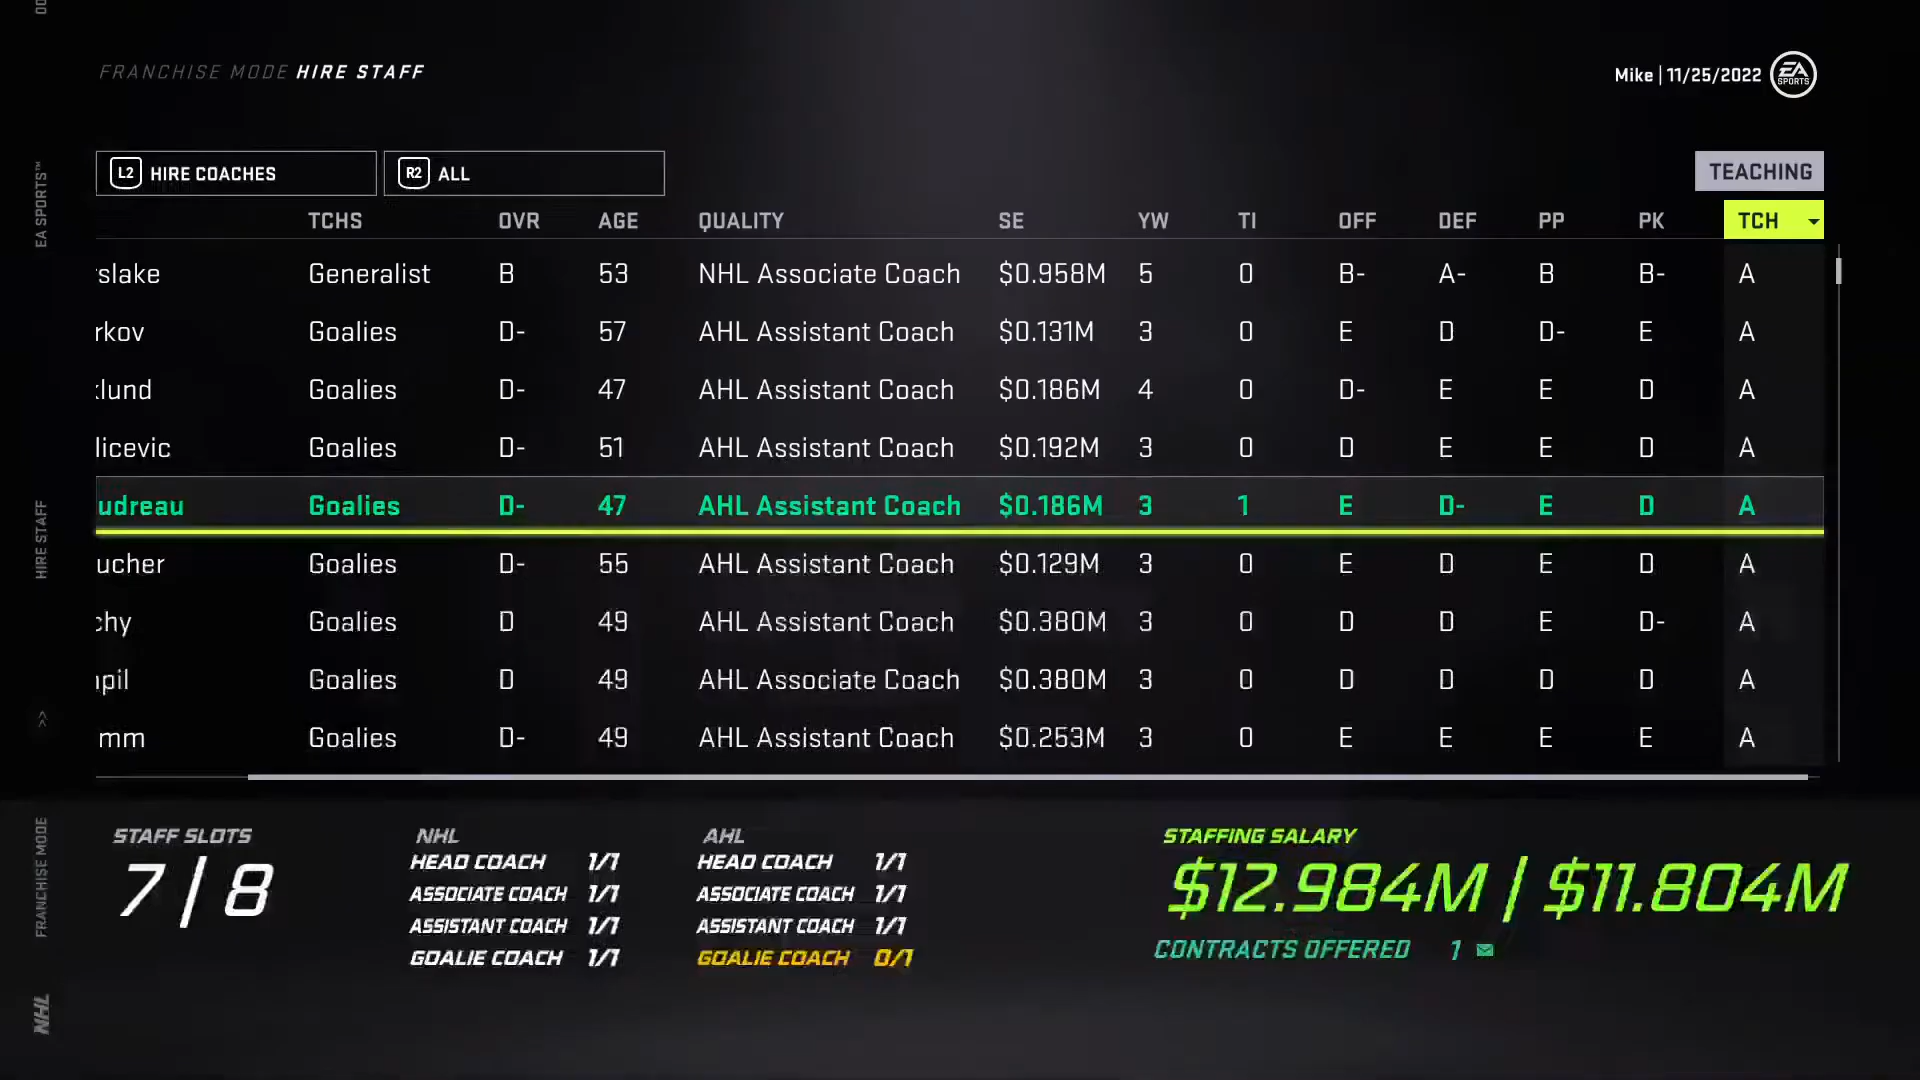 FRANCHISE MODE HIRE STAFF
Mike | 11/25/2022 EA SPORTS
L2 HIRE COACHES R2 ALL
TEACHING
TCHS OVR AGE QUALITY SE YW TI OFF DEF PP PK TCH
slake Generalist B 53 NHL Associate Coach $0.958M 5 0 B- A- B B- A
rkov Goalies D- 57 AHL Assistant Coach $0.131M 3 0 E D D- E A
klund Goalies D- 47 AHL Assistant Coach $0.186M 4 0 D- E E D A
licevic Goalies D- 51 AHL Assistant Coach $0.192M 3 0 D E E D A
udreau Goalies D- 47 AHL Assistant Coach $0.186M 3 1 E D- E D A
ucher Goalies D- 55 AHL Assistant Coach $0.129M 3 0 E D E D A
chy Goalies D 49 AHL Assistant Coach $0.380M 3 0 D D E D- A
pil Goalies D 49 AHL Associate Coach $0.380M 3 0 D D D D A
mm Goalies D- 49 AHL Assistant Coach $0.253M 3 0 E E E E A
STAFF SLOTS
7 | 8
NHL
HEAD COACH 1/1
ASSOCIATE COACH 1/1
ASSISTANT COACH 1/1
GOALIE COACH 1/1
AHL
HEAD COACH 1/1
ASSOCIATE COACH 1/1
ASSISTANT COACH 1/1
GOALIE COACH 0/1
STAFFING SALARY
$12.984M | $11.804M
CONTRACTS OFFERED 1
EA SPORTS™
HIRE STAFF
>>
FRANCHISE MODE
NHL